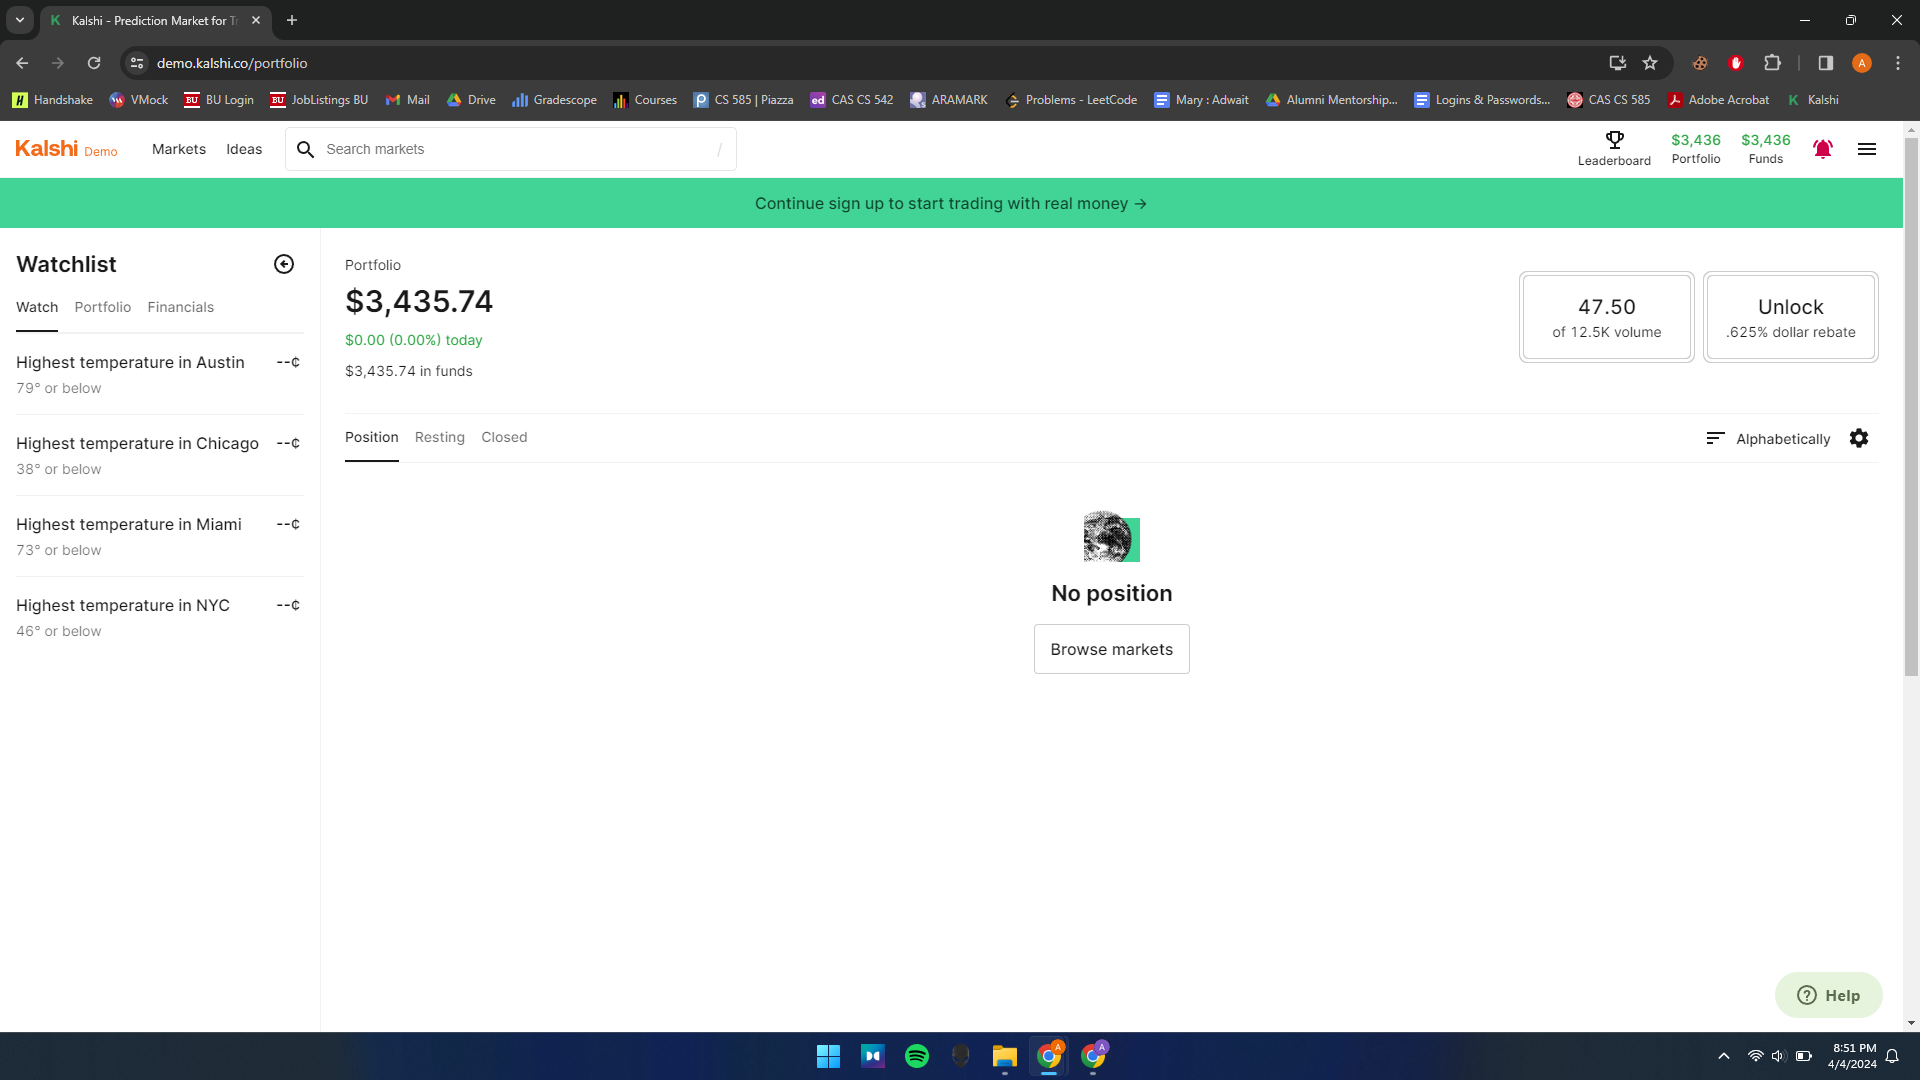 Kalshi - Prediction Market for Tr
demo.kalshi.co/portfolio
A
Handshake
VMock
BU Login
JobListings BU
Mail
Drive
Gradescope
Courses
CS 585 | Piazza
CAS CS 542
ARAMARK
Problems - LeetCode
Mary : Adwait
Alumni Mentorship...
Logins & Passwords...
CAS CS 585
Adobe Acrobat
Kalshi
Kalshi Demo
Markets
Ideas
Search markets /
Leaderboard
$3,436
Portfolio
$3,436
Funds
Continue sign up to start trading with real money →
Watchlist
Watch Portfolio Financials
Highest temperature in Austin --¢
79° or below
Highest temperature in Chicago --¢
38° or below
Highest temperature in Miami --¢
73° or below
Highest temperature in NYC --¢
46° or below
Portfolio
$3,435.74
$0.00 (0.00%) today
$3,435.74 in funds
47.50
of 12.5K volume
Unlock
.625% dollar rebate
Position Resting Closed
Alphabetically
No position
Browse markets
Help
8:51 PM
4/4/2024